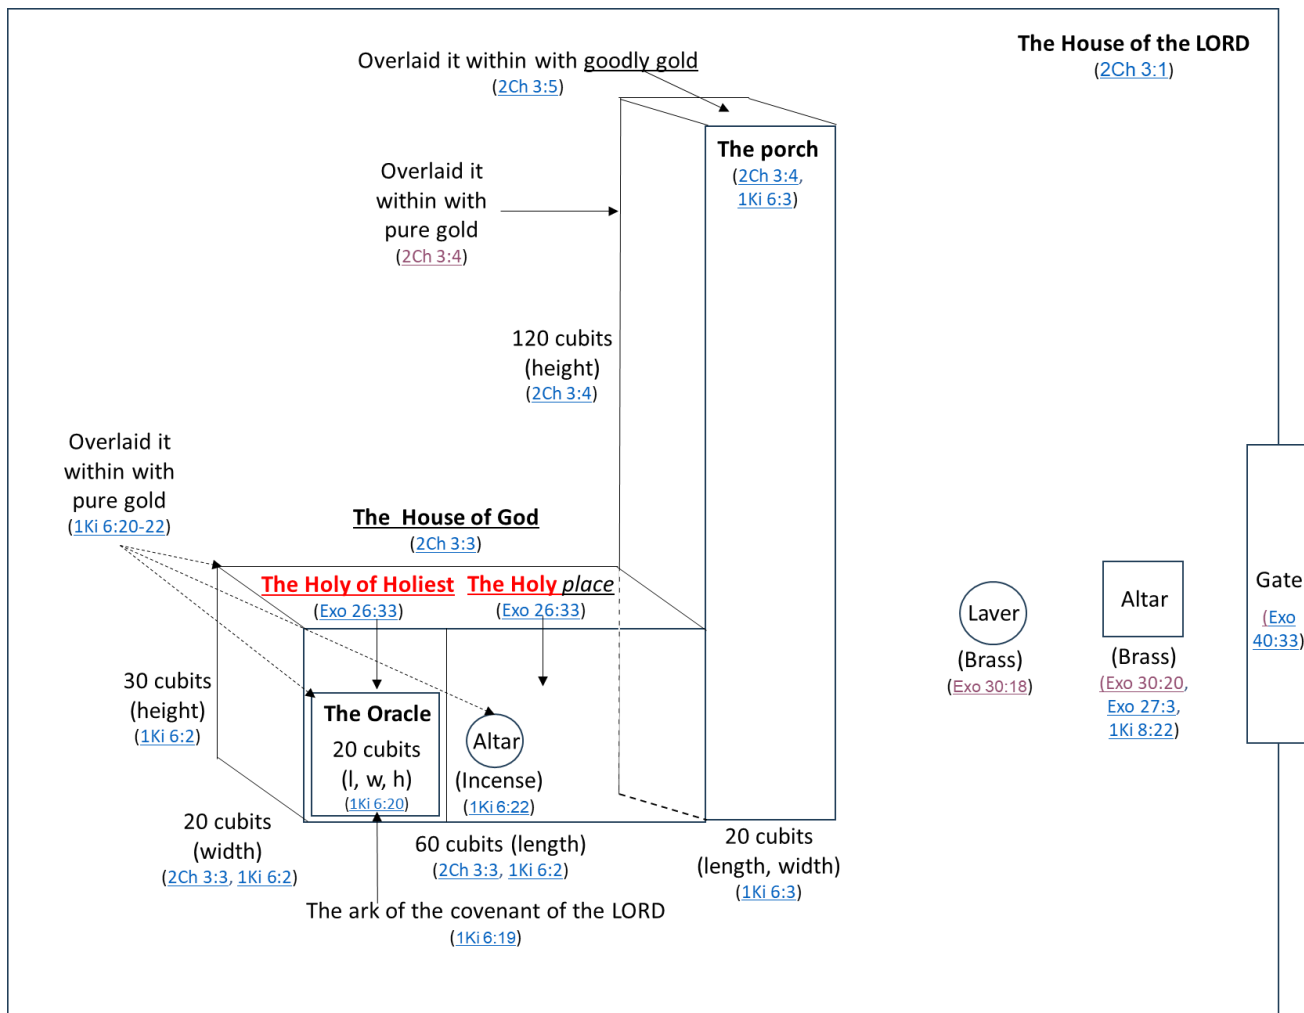 The House of the LORD
(2Ch 3:1)
Overlaid it within with goodly gold
(2Ch 3:5)
The porch
(2Ch 3:4,
1Ki 6:3)
Overlaid it
within with
pure gold
(2Ch 3:4)
120 cubits
(height)
(2Ch 3:4)
Overlaid it
within with
pure gold
(1Ki 6:20-22)
The House of God
(2Ch 3:3)
The Holy of Holiest
(Exo 26:33)
The Holy place
(Exo 26:33)
30 cubits
(height)
(1Ki 6:2)
The Oracle
20 cubits
(l, w, h)
(1Ki 6:20)
Altar
(Incense)
(1Ki 6:22)
20 cubits
(width)
(2Ch 3:3, 1Ki 6:2)
60 cubits (length)
(2Ch 3:3, 1Ki 6:2)
20 cubits
(length, width)
(1Ki 6:3)
The ark of the covenant of the LORD
(1Ki 6:19)
Laver
(Brass)
(Exo 30:18)
Altar
(Brass)
(Exo 30:20,
Exo 27:3,
1Ki 8:22)
Gate
(Exo
40:33)